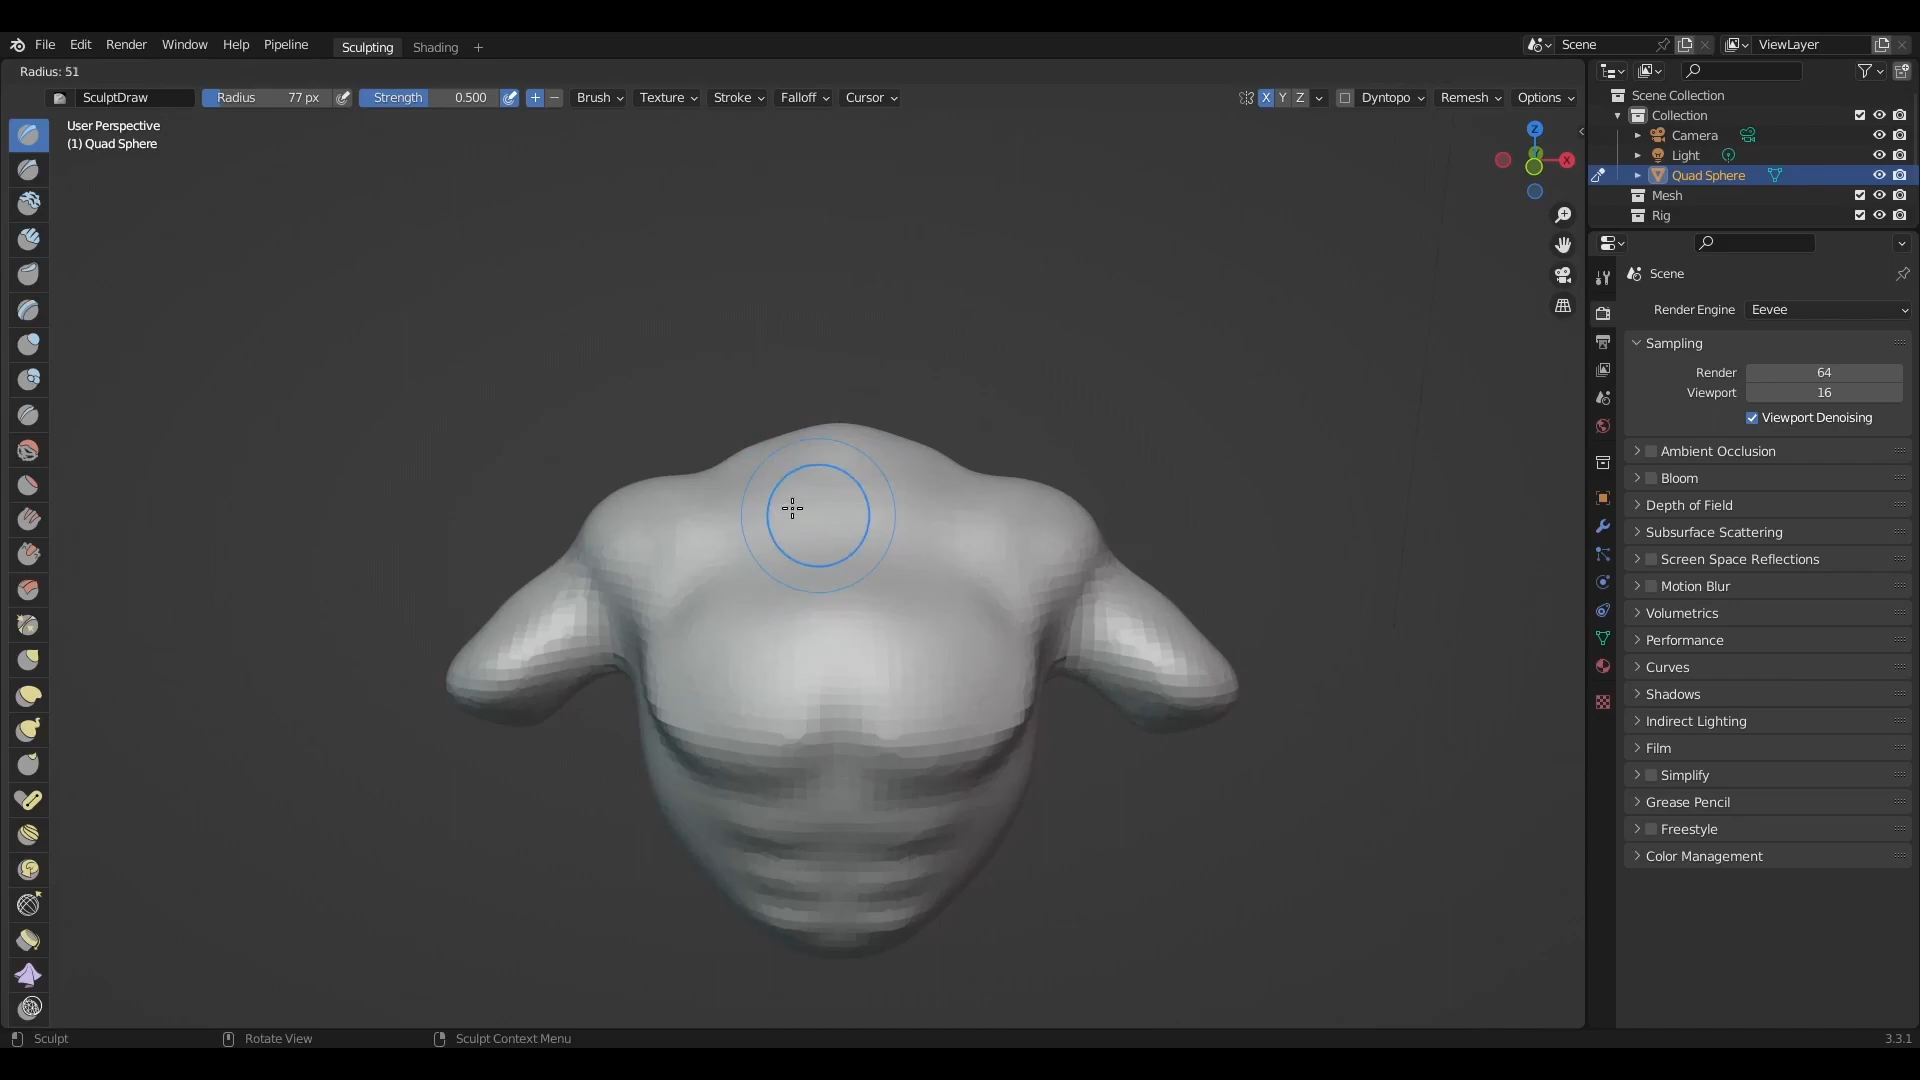 File Edit Render Window Help Pipeline Sculpting Shading + Scene ViewLayer
Radius: 51
SculptDraw Radius 77 px Strength 0.500 Brush Texture Stroke Falloff Cursor X Y Z Dyntopo Remesh Options
User Perspective
(1) Quad Sphere
Z
X
Scene Collection
Collection
Camera
Light
Quad Sphere
Mesh
Rig
Scene
Render Engine Eevee
Sampling
Render 64
Viewport 16
Viewport Denoising
Ambient Occlusion
Bloom
Depth of Field
Subsurface Scattering
Screen Space Reflections
Motion Blur
Volumetrics
Performance
Curves
Shadows
Indirect Lighting
Film
Simplify
Grease Pencil
Freestyle
Color Management
Sculpt Rotate View Sculpt Context Menu 3.3.1